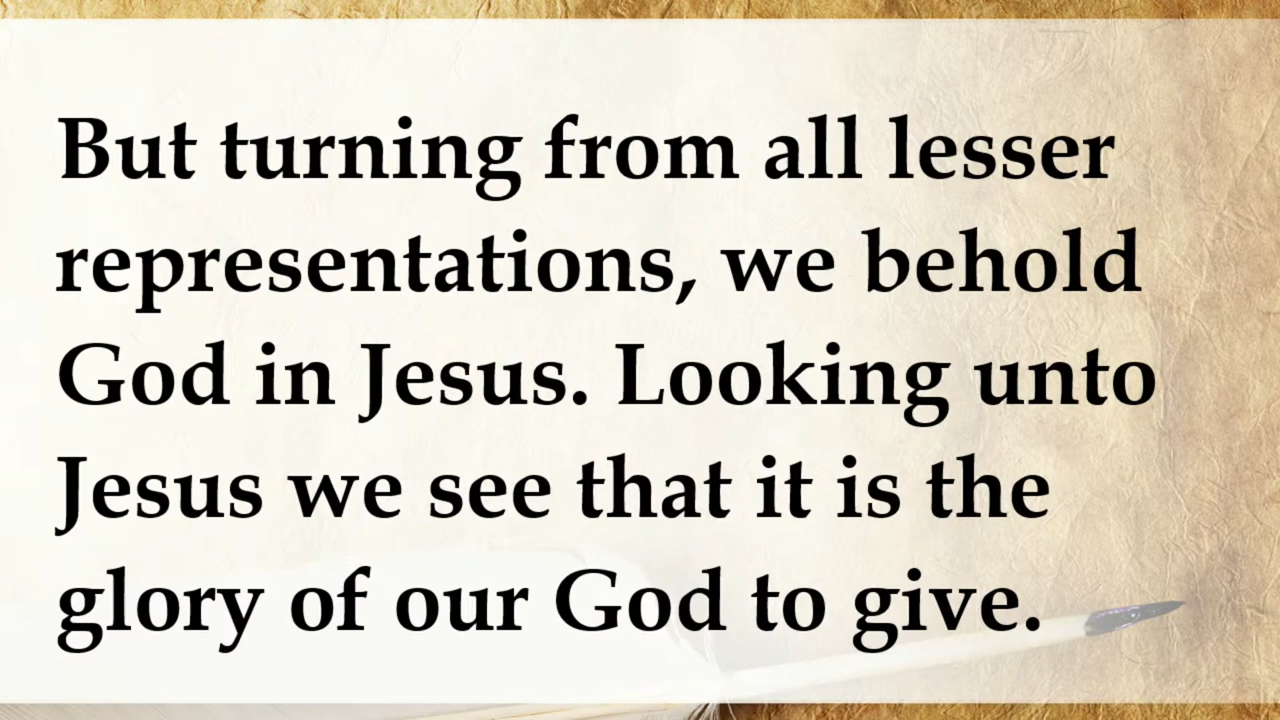 But turning from all lesser
representations, we behold
God in Jesus. Looking unto
Jesus we see that it is the
glory of our God to give.